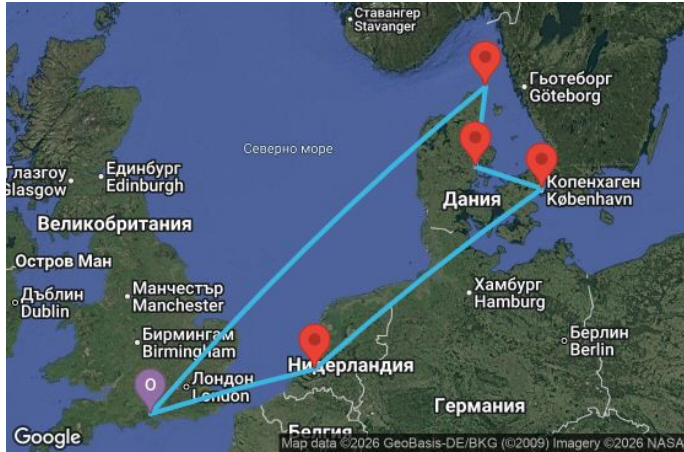 Ставангер
Stavanger
Гьотеборг
Göteborg
Северно море
Глазгоу
Glasgow
Единбург
Edinburgh
Копенхаген
København
Дания
Великобритания
Остров Ман
Дъблин
Dublin
Манчестър
Manchester
Хамбург
Hamburg
Бирмингам
Birmingham
Берлин
Berlin
Нидерландия
O
Лондон
London
Германия
Белгия
Google
Map data ©2026 GeoBasis-DE/BKG (©2009) Imagery ©2026 NASA